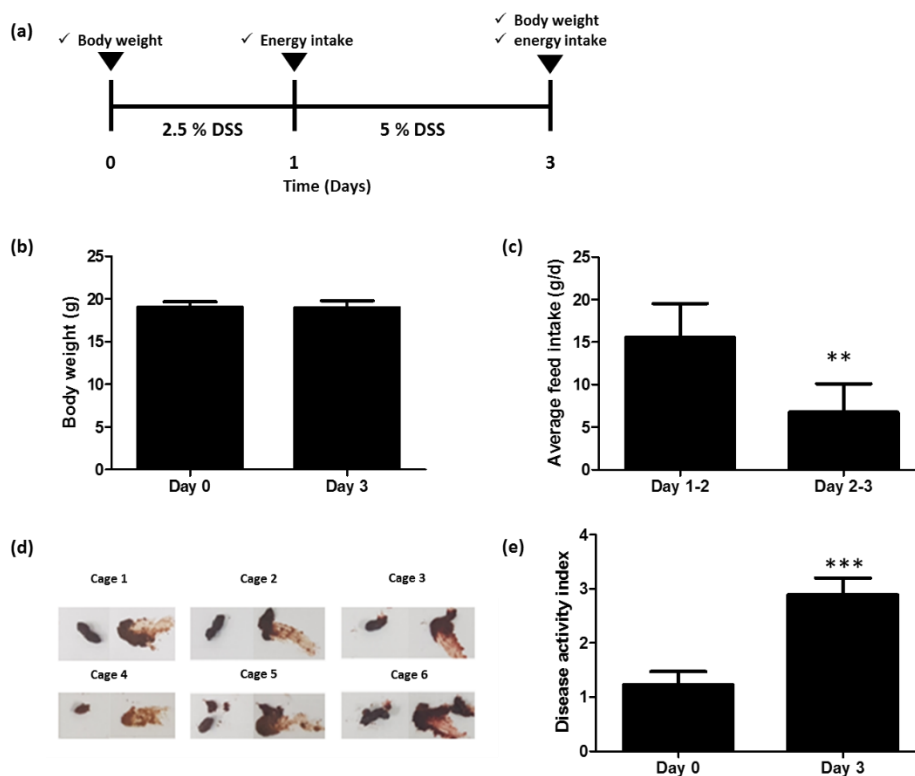 (a)
✓ Body weight
✓ Energy intake
✓ Body weight
✓ energy intake
2.5 % DSS
5 % DSS
0
1
3
Time (Days)
(b)
Body weight (g)
25
20
15
10
5
0
Day 0
Day 3
(c)
Average feed intake (g/d)
25
20
15
10
5
0
**
Day 1-2
Day 2-3
(d)
Cage 1
Cage 2
Cage 3
Cage 4
Cage 5
Cage 6
(e)
Disease activity index
4
3
2
1
0
***
Day 0
Day 3